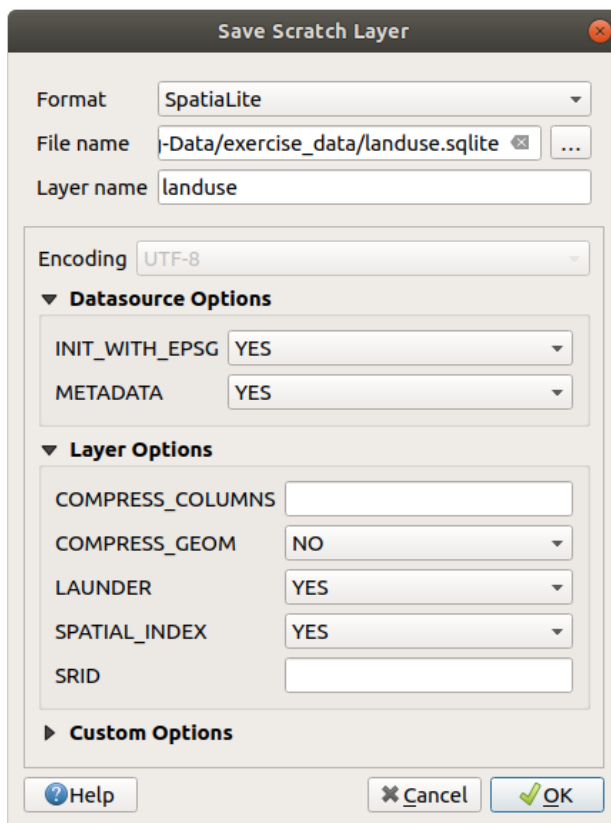 Save Scratch Layer
Format SpatiaLite
File name -Data/exercise_data/landuse.sqlite ...
Layer name landuse
Encoding UTF-8
Datasource Options
INIT_WITH_EPSG YES
METADATA YES
Layer Options
COMPRESS_COLUMNS
COMPRESS_GEOM NO
LAUNDER YES
SPATIAL_INDEX YES
SRID
Custom Options
Help Cancel OK